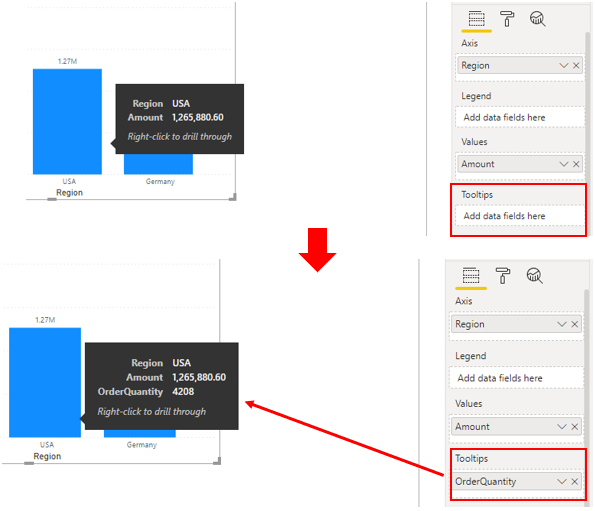 1.27M
Region USA
Amount 1,265,880.60
Right-click to drill through
USA
Germany
Region
Axis
Region
Legend
Add data fields here
Values
Amount
Tooltips
Add data fields here
1.27M
Region USA
Amount 1,265,880.60
OrderQuantity 4208
Right-click to drill through
USA
Germany
Region
Axis
Region
Legend
Add data fields here
Values
Amount
Tooltips
OrderQuantity